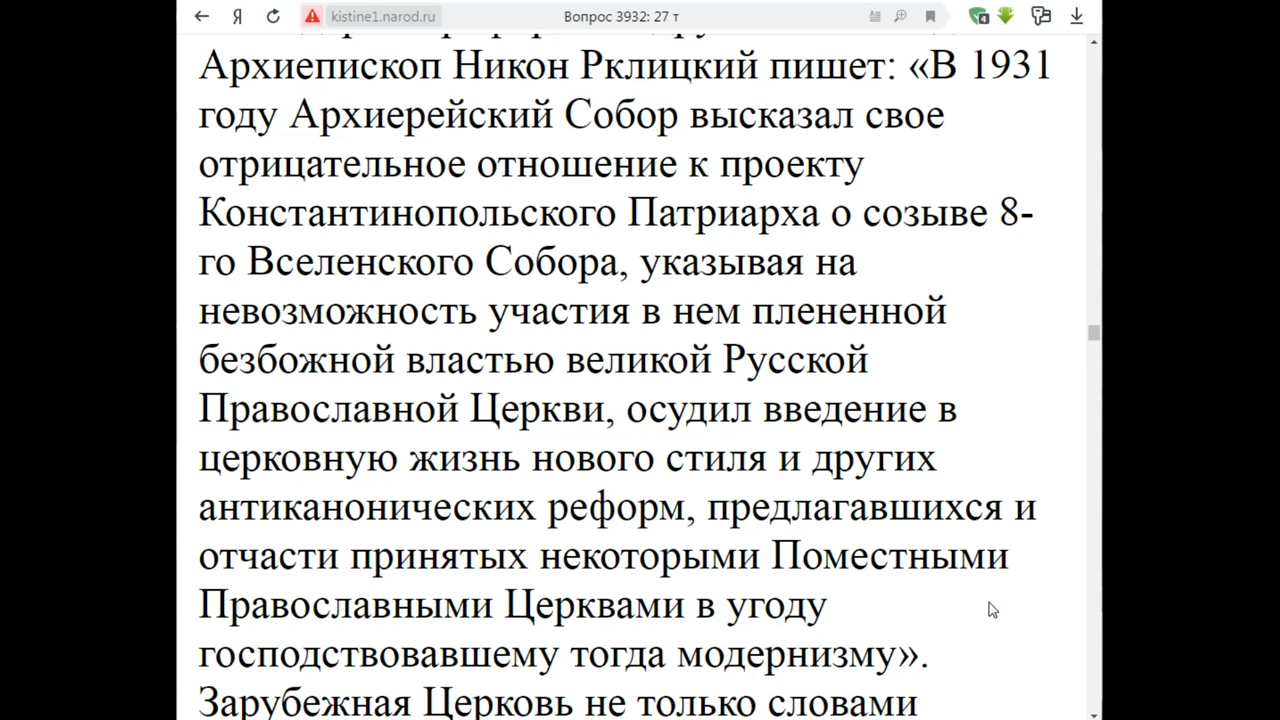 kistine1.narod.ru
Вопрос 3932: 27 т
4
Архиепископ Никон Рклицкий пишет: «В 1931
году Архиерейский Собор высказал свое
отрицательное отношение к проекту
Константинопольского Патриарха о созыве 8-
го Вселенского Собора, указывая на
невозможность участия в нем плененной
безбожной властью великой Русской
Православной Церкви, осудил введение в
церковную жизнь нового стиля и других
антиканонических реформ, предлагавшихся и
отчасти принятых некоторыми Поместными
Православными Церквами в угоду
господствовавшему тогда модернизму».
Зарубежная Церковь не только словами